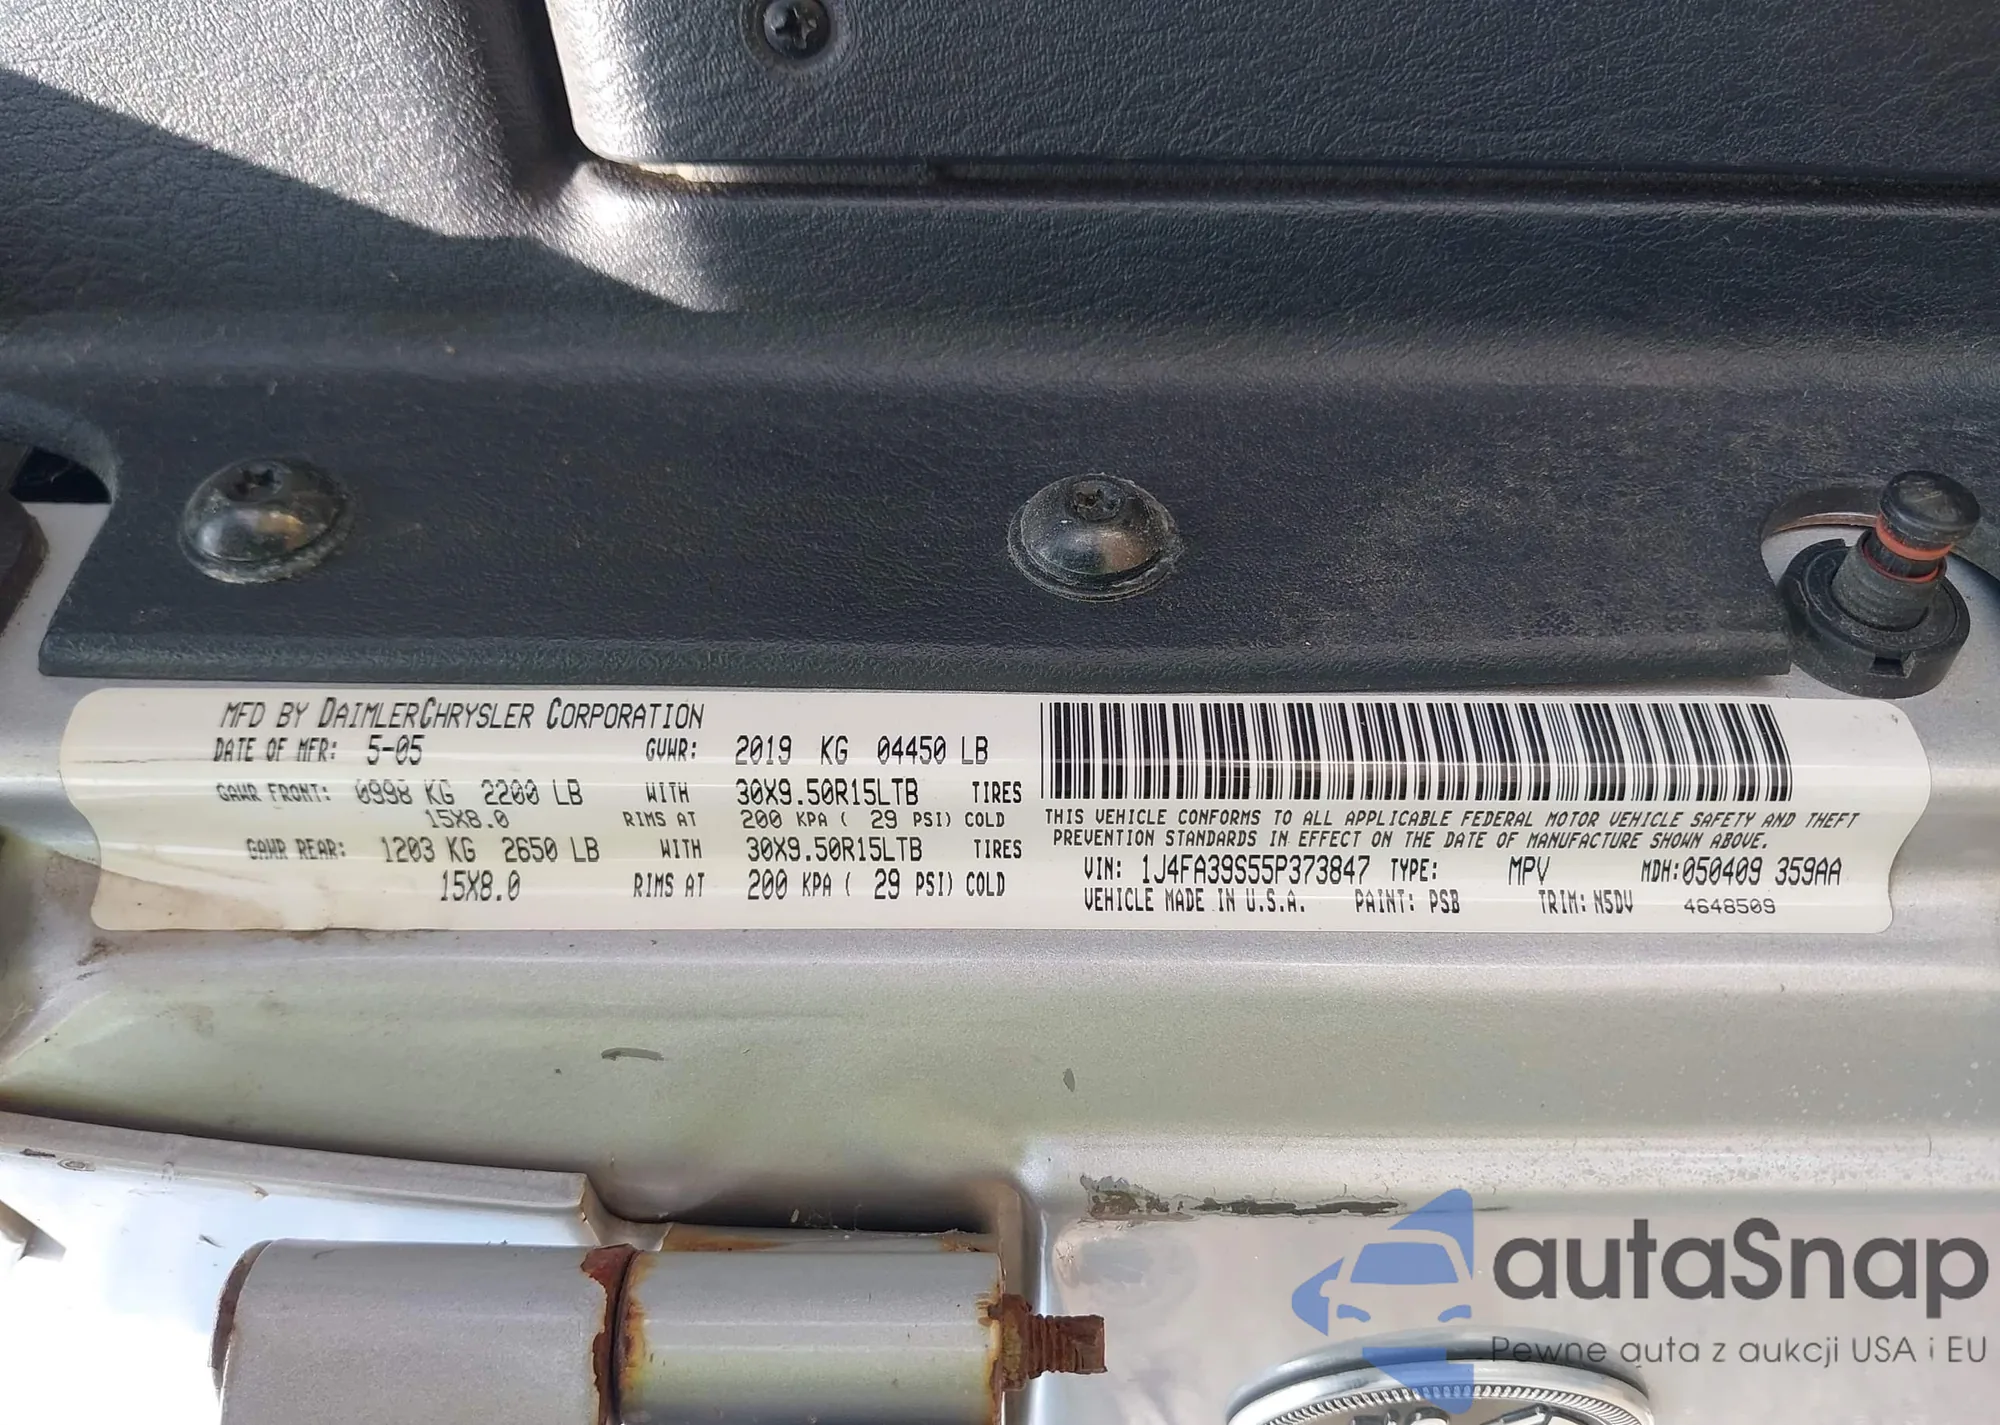 MFD BY DAIMLERCHRYSLER CORPORATION
DATE OF MFR: 5-05 GVWR: 2019 KG 04450 LB
GAWR FRONT: 0998 KG 2200 LB WITH 30X9.50R15LTB TIRES
15X8.0 RIMS AT 200 KPA ( 29 PSI) COLD
GAWR REAR: 1203 KG 2650 LB WITH 30X9.50R15LTB TIRES
15X8.0 RIMS AT 200 KPA ( 29 PSI) COLD
THIS VEHICLE CONFORMS TO ALL APPLICABLE FEDERAL MOTOR VEHICLE SAFETY AND THEFT
PREVENTION STANDARDS IN EFFECT ON THE DATE OF MANUFACTURE SHOWN ABOVE.
VIN: 1J4FA39S55P373847 TYPE: MPV MDH:050409 359AA
VEHICLE MADE IN U.S.A. PAINT: PSB TRIM: N5DV 4648509
autaSnap
Pewne auta z aukcji USA i EU